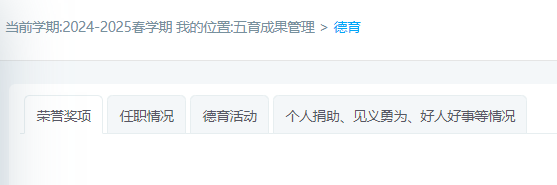 当前学期:2024-2025春学期 我的位置:五育成果管理 > 德育
荣誉奖项 任职情况 德育活动 个人捐助、见义勇为、好人好事等情况